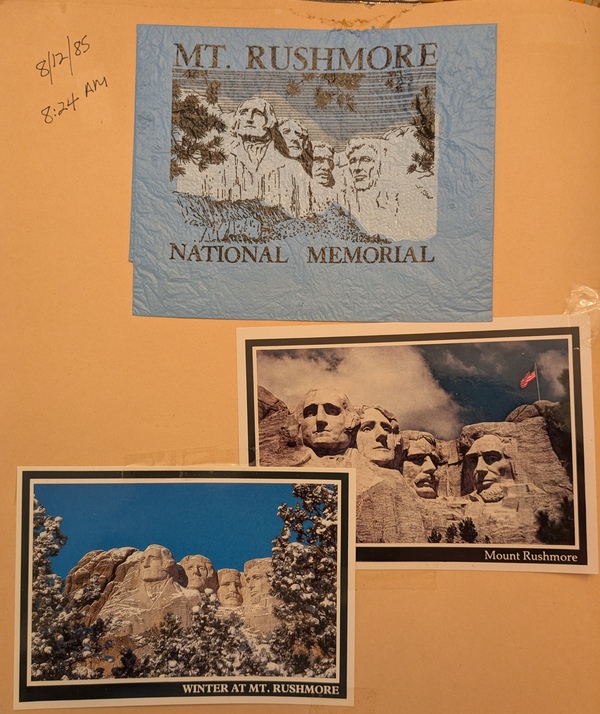 8/12/85
8:24 AM
MT. RUSHMORE
NATIONAL MEMORIAL
Mount Rushmore
WINTER AT MT. RUSHMORE